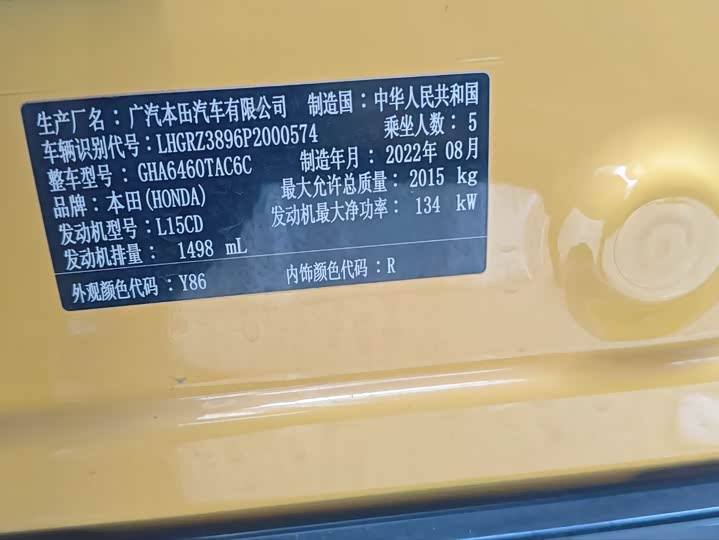 生产厂名：广汽本田汽车有限公司 制造国：中华人民共和国
车辆识别代号：LHGRZ3896P2000574 乘坐人数：5
整车型号：GHA6460TAC6C 制造年月：2022年 08月
品牌：本田(HONDA) 最大允许总质量：2015 kg
发动机型号：L15CD 发动机最大净功率：134 kW
发动机排量：1498 mL
外观颜色代码：Y86 内饰颜色代码：R